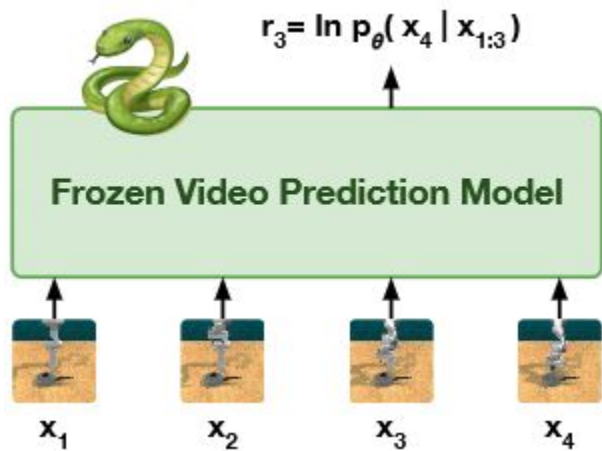 r₃= ln p_θ( x₄ | x₁:₃ )
Frozen Video Prediction Model
x₁ x₂ x₃ x₄